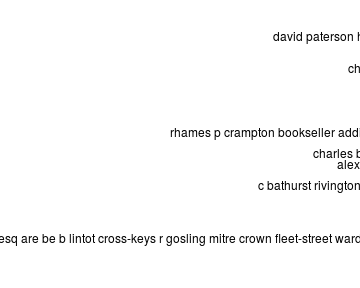 david paterson h
ch
rhames p crampton bookseller addi
charles b
alex
c bathurst rivington
esq are be b lintot cross-keys r gosling mitre crown fleet-street ward